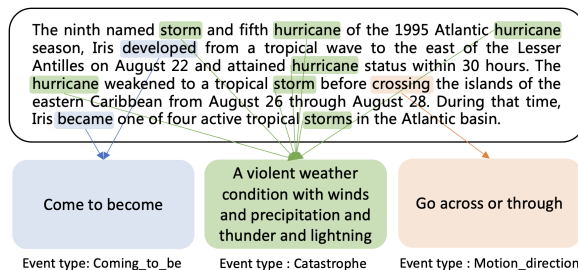 The ninth named storm and fifth hurricane of the 1995 Atlantic hurricane
season, Iris developed from a tropical wave to the east of the Lesser
Antilles on August 22 and attained hurricane status within 30 hours. The
hurricane weakened to a tropical storm before crossing the islands of the
eastern Caribbean from August 26 through August 28. During that time,
Iris became one of four active tropical storms in the Atlantic basin.
Come to become
A violent weather
condition with winds
and precipitation and
thunder and lightning
Go across or through
Event type: Coming_to_be
Event type : Catastrophe
Event type : Motion_direction